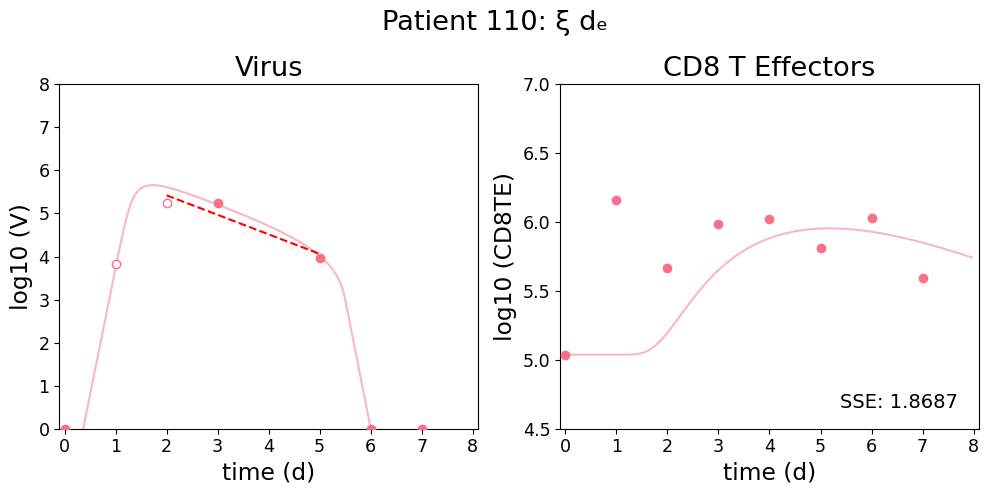 Patient 110: ξ dₑ
Virus
CD8 T Effectors
log10 (V)
8
7
6
5
4
3
2
1
0
0 1 2 3 4 5 6 7 8
time (d)
log10 (CD8TE)
7.0
6.5
6.0
5.5
5.0
4.5
SSE: 1.8687
0 1 2 3 4 5 6 7 8
time (d)